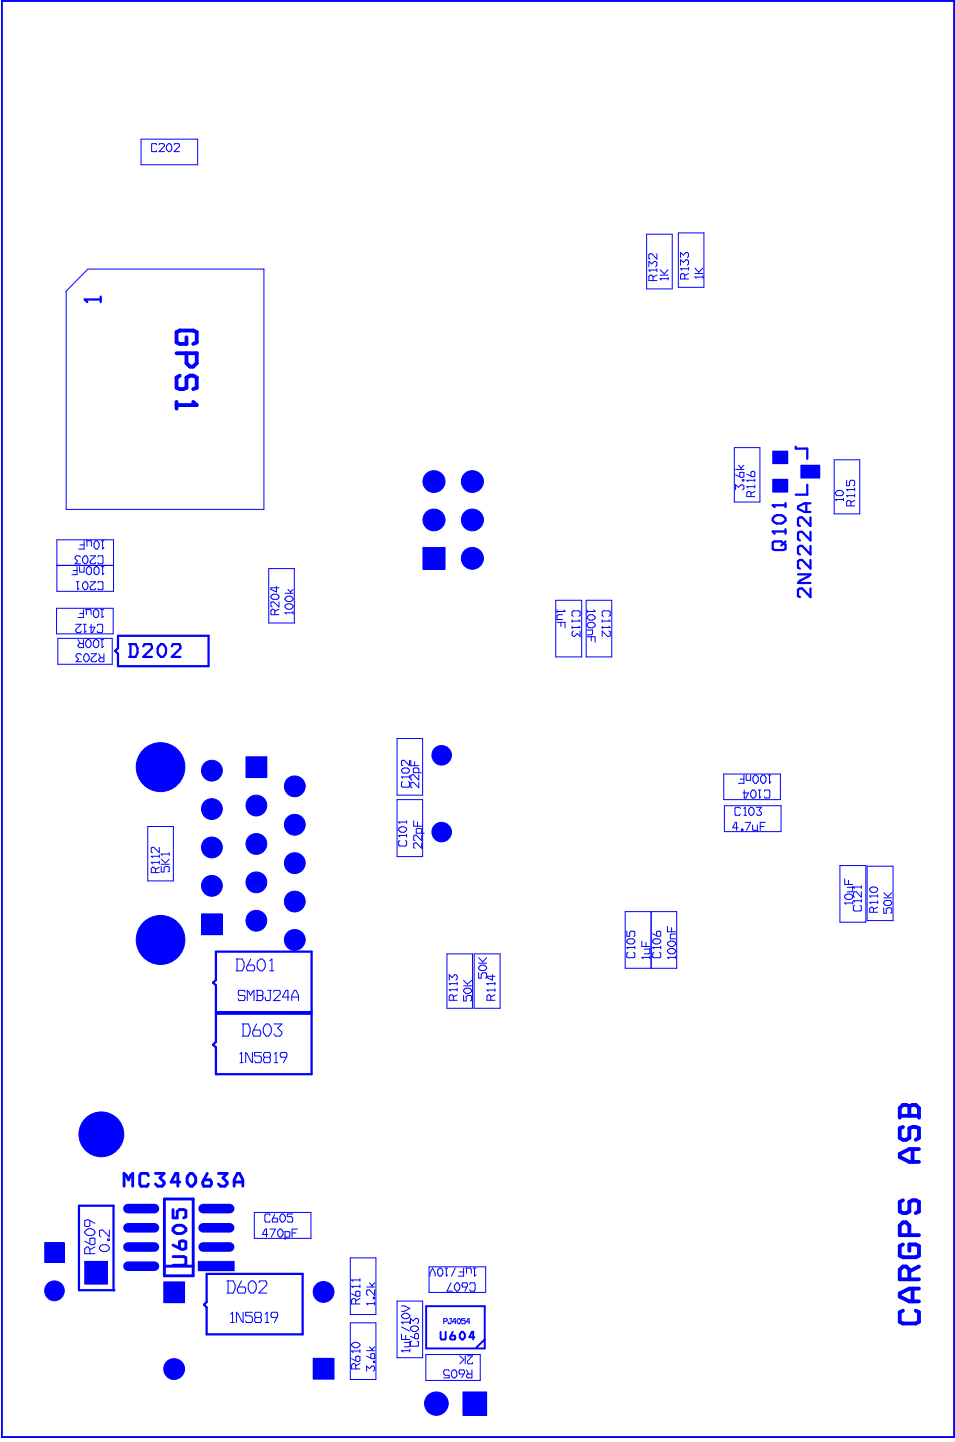 C202
R132
1K
R133
1K
1
GPS1
3.6k
R116
Q101
2N2222A
10
R115
10uF
C203
100nF
C201
10uF
C412
100R
R203
D202
R204
100k
C113
1uF
C112
100nF
C102
22pF
C101
22pF
100nF
C104
C103
4.7uF
R112
5K1
10uF
C121
R110
50K
C105
1uF
C106
100nF
D601
SMBJ24A
R113
50K
50K
R114
D603
1N5819
CARGPS ASB
MC34063A
R609
0.2
U605
C605
470pF
D602
1N5819
R611
1.2k
R610
3.6k
1uF/10V
C607
1uF/10V
C603
PJ4054
U604
2K
R605